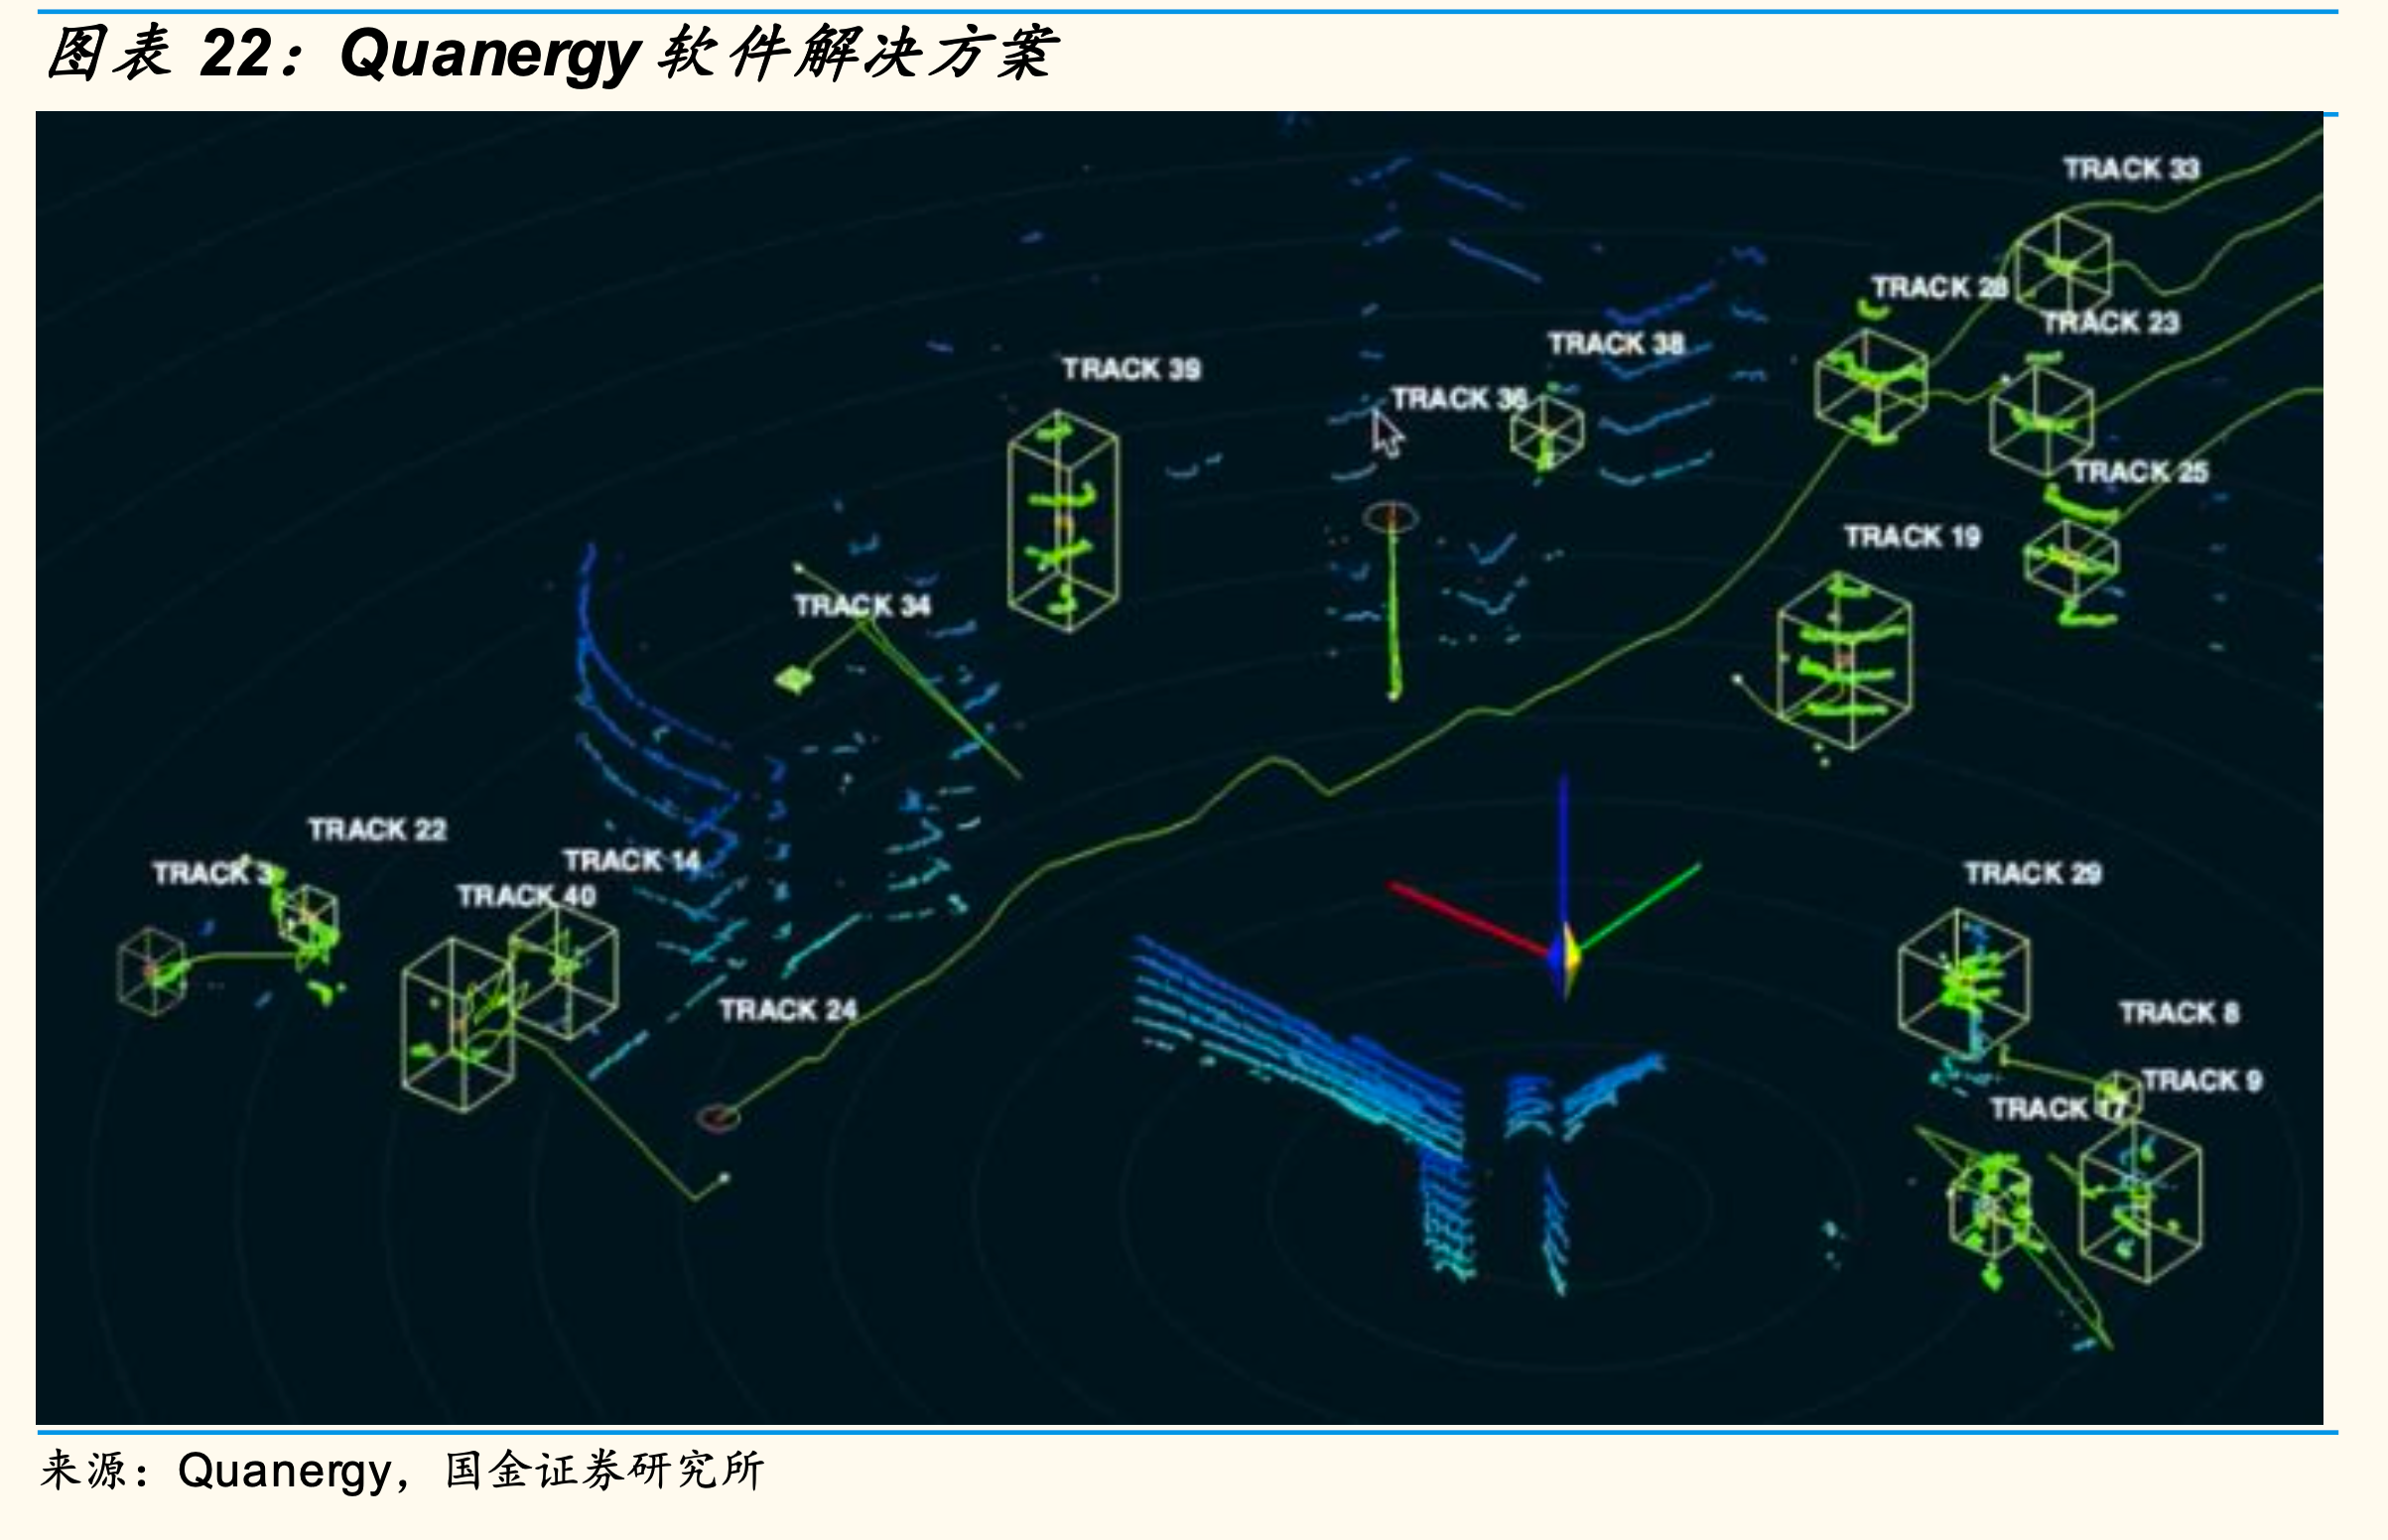 图表 22：Quanergy 软件解决方案
TRACK 33
TRACK 28
TRACK 23
TRACK 38
TRACK 39
TRACK 36
TRACK 25
TRACK 19
TRACK 34
TRACK 22
TRACK 14
TRACK 3
TRACK 29
TRACK 40
TRACK 24
TRACK 8
TRACK 9
TRACK 17
来源：Quanergy，国金证券研究所